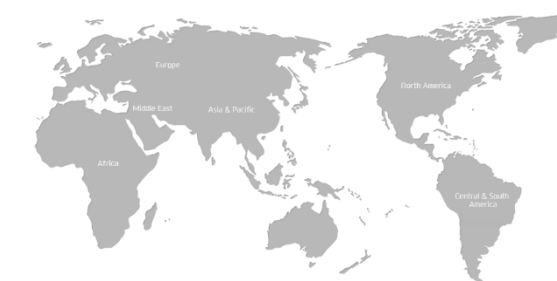 Europe
North America
Middle East
Asia & Pacific
Africa
Central & South
America